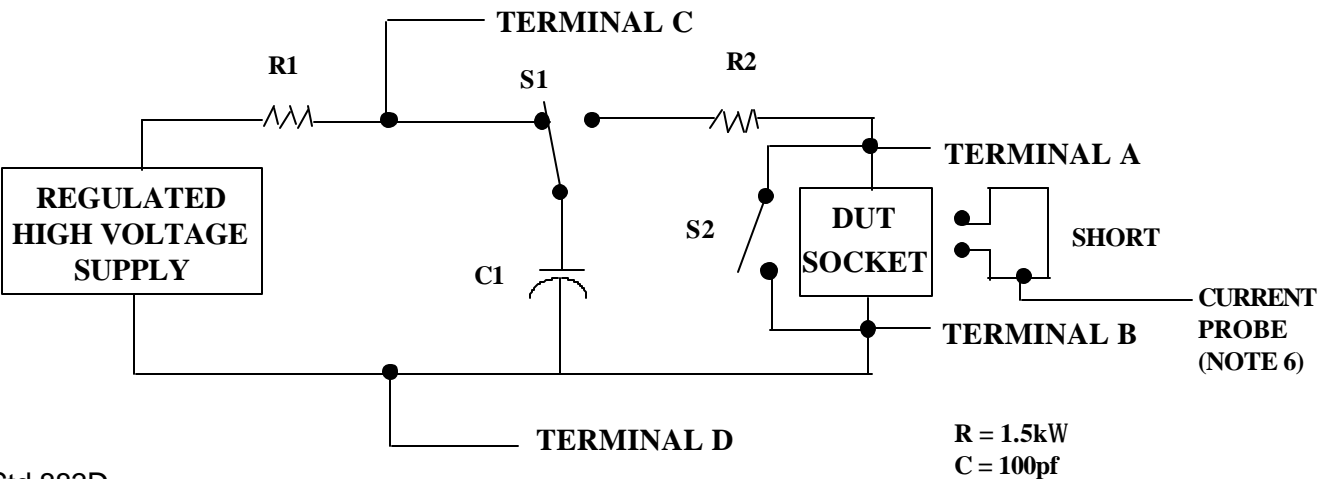 TERMINAL C
R1
S1
R2
TERMINAL A
REGULATED
HIGH VOLTAGE
SUPPLY
DUT
SOCKET
S2
SHORT
C1
CURRENT
PROBE
(NOTE 6)
TERMINAL B
TERMINAL D
R = 1.5kW
C = 100pf